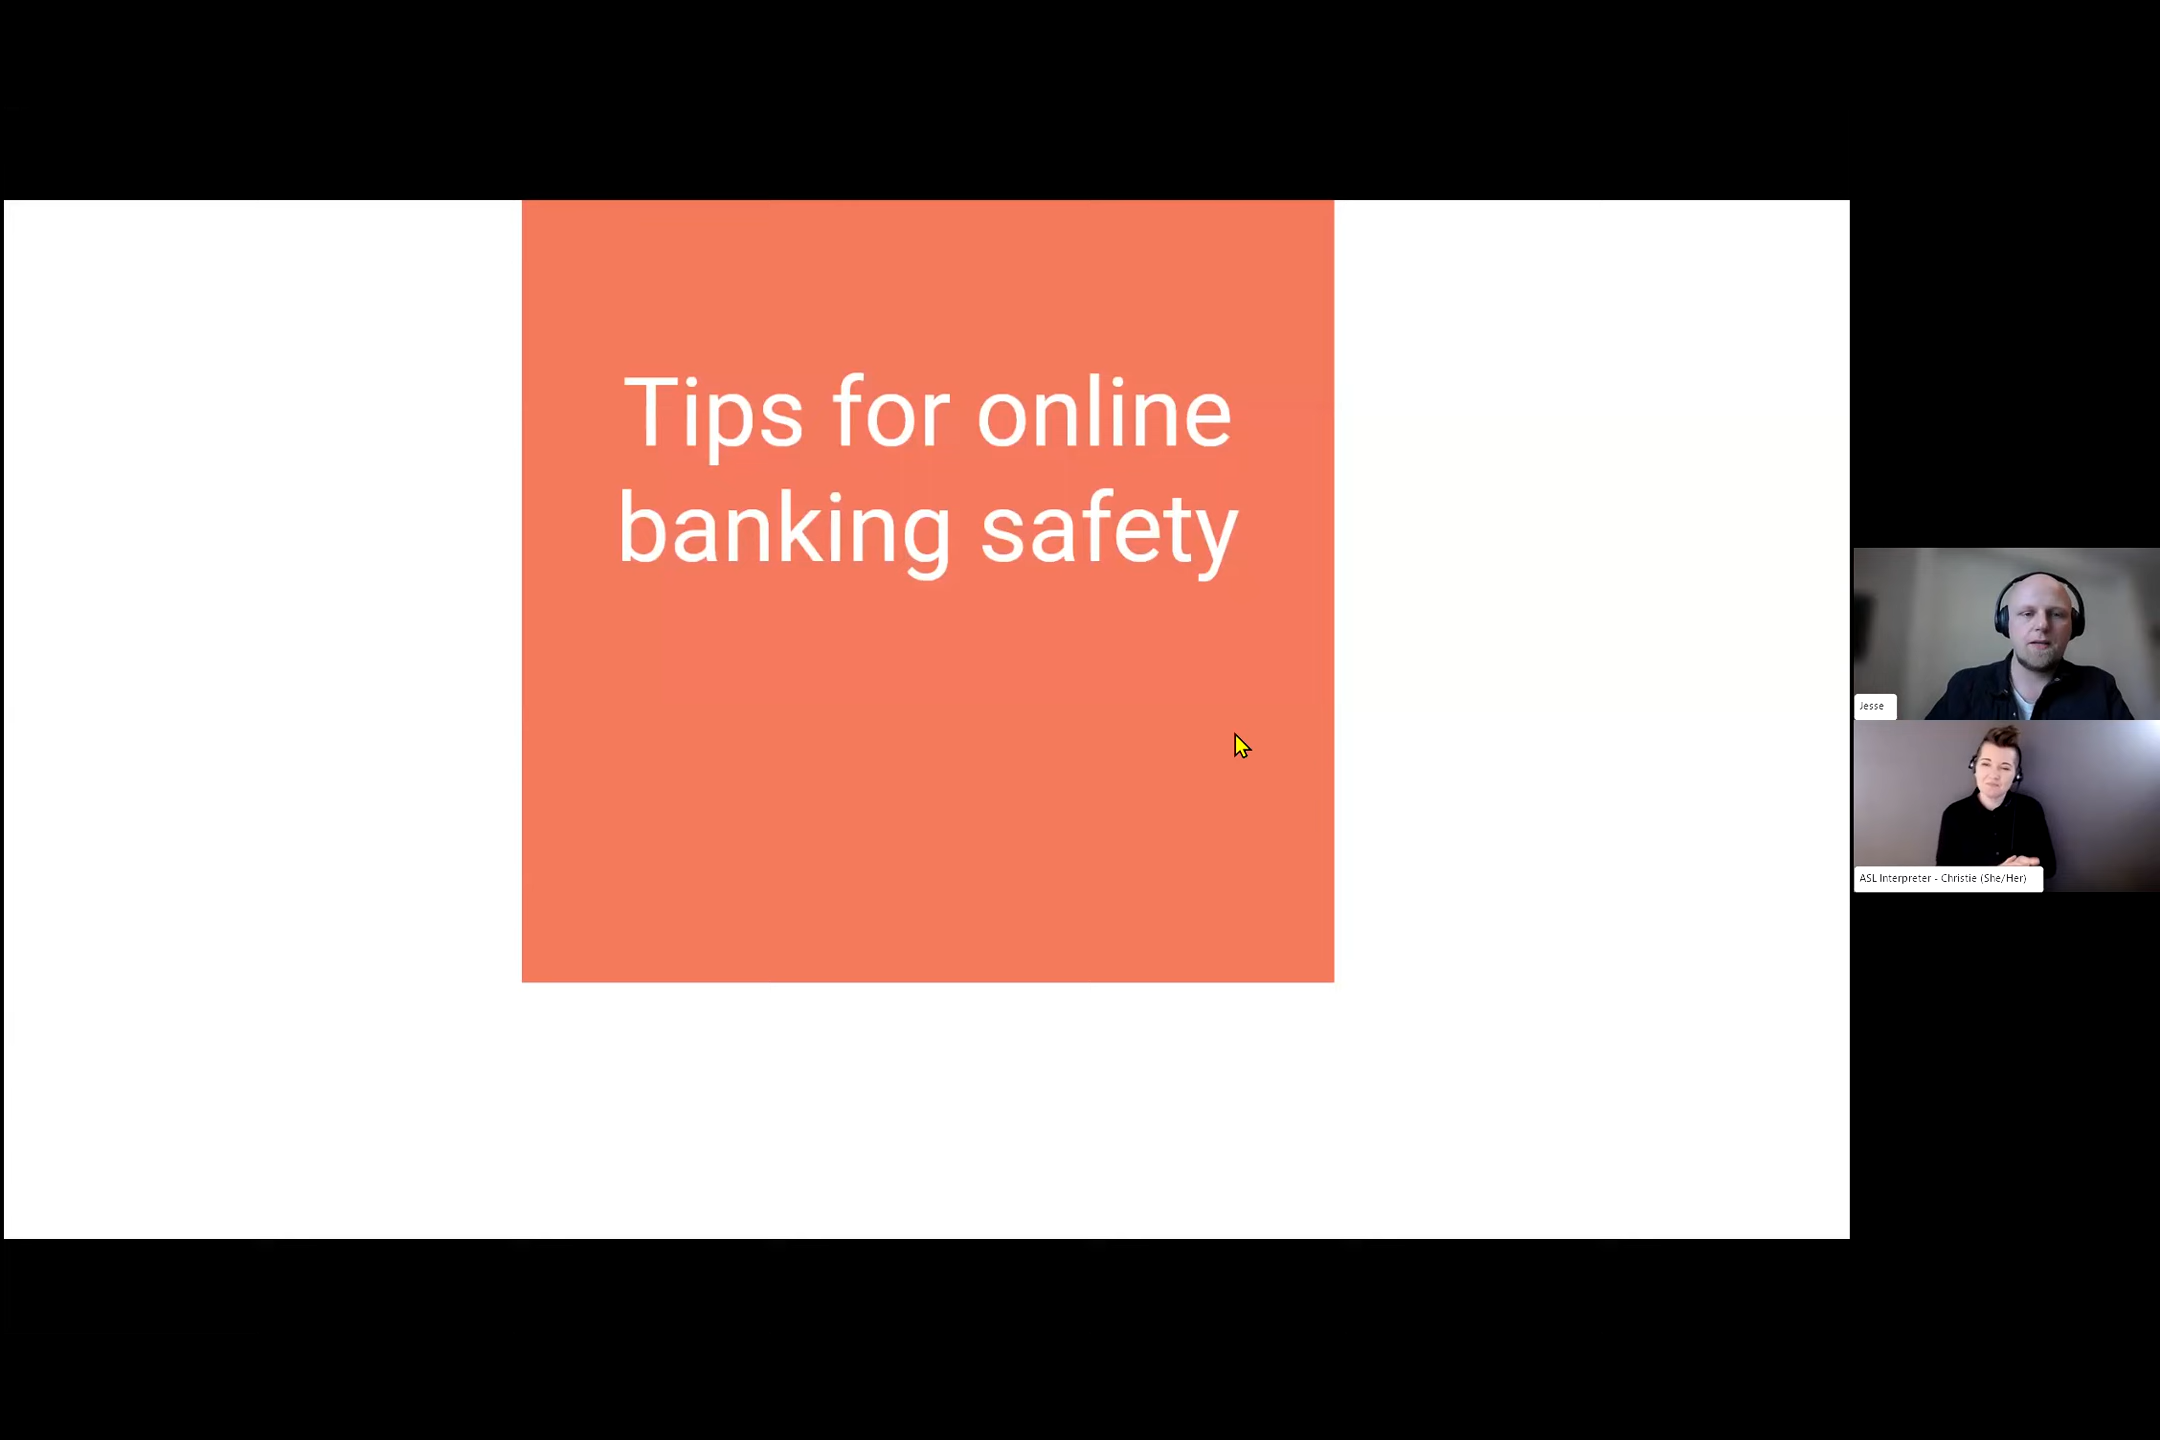 Tips for online
banking safety
Jesse
ASL Interpreter - Christie (She/Her)